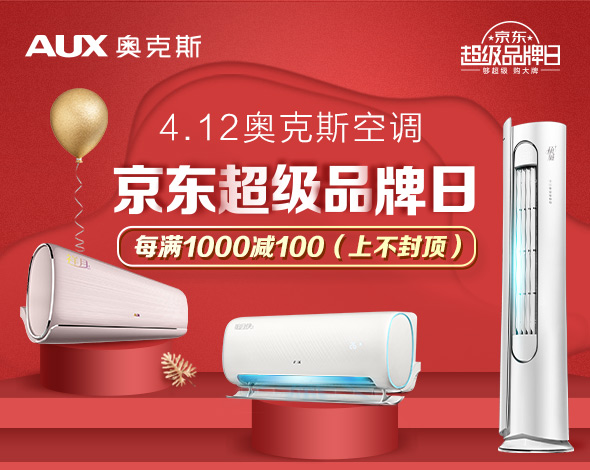 AUX 奥克斯
京东
超级品牌日
够超级 购大牌
4.12奥克斯空调
京东超级品牌日
每满1000减100（上不封顶）